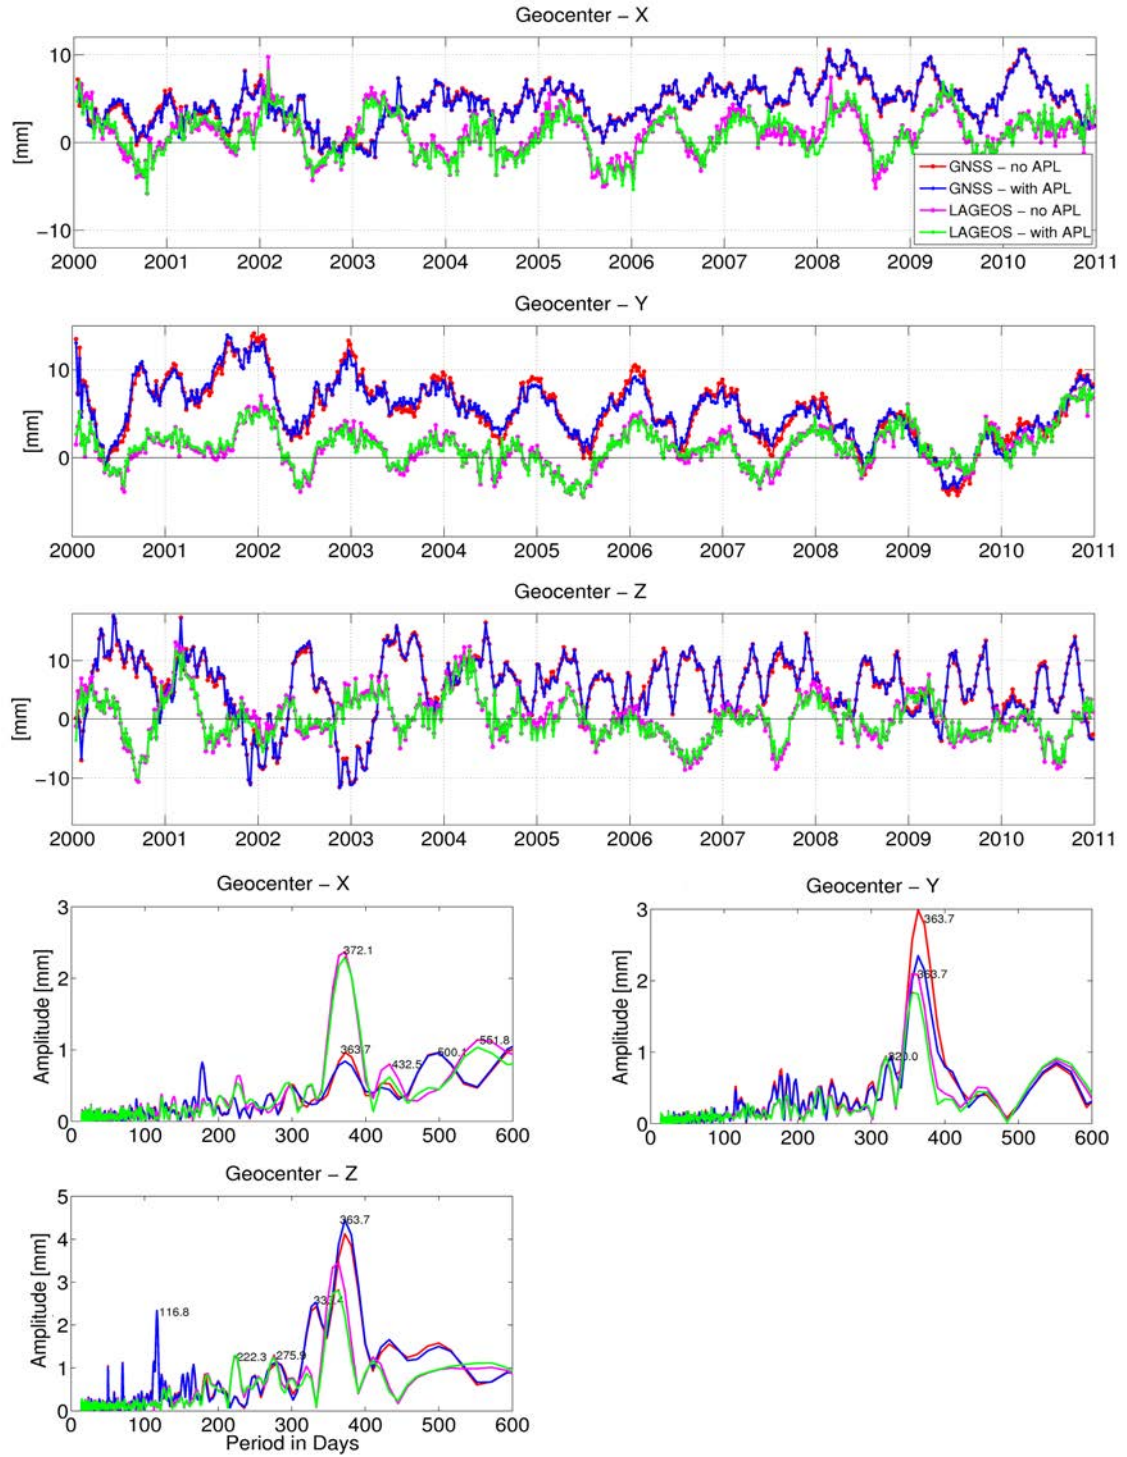 Geocenter – X
[mm]
10
0
−10
GNSS – no APL
GNSS – with APL
LAGEOS – no APL
LAGEOS – with APL
2000 2001 2002 2003 2004 2005 2006 2007 2008 2009 2010 2011
Geocenter – Y
[mm]
10
0
2000 2001 2002 2003 2004 2005 2006 2007 2008 2009 2010 2011
Geocenter – Z
[mm]
10
0
−10
2000 2001 2002 2003 2004 2005 2006 2007 2008 2009 2010 2011
Geocenter – X
Amplitude [mm]
3
2
1
0
372.1
363.7
432.5
500.1
551.8
0 100 200 300 400 500 600
Geocenter – Y
Amplitude [mm]
3
2
1
0
363.7
363.7
320.0
0 100 200 300 400 500 600
Geocenter – Z
Amplitude [mm]
5
4
3
2
1
0
363.7
116.8
222.3
275.9
0 100 200 300 400 500 600
Period in Days